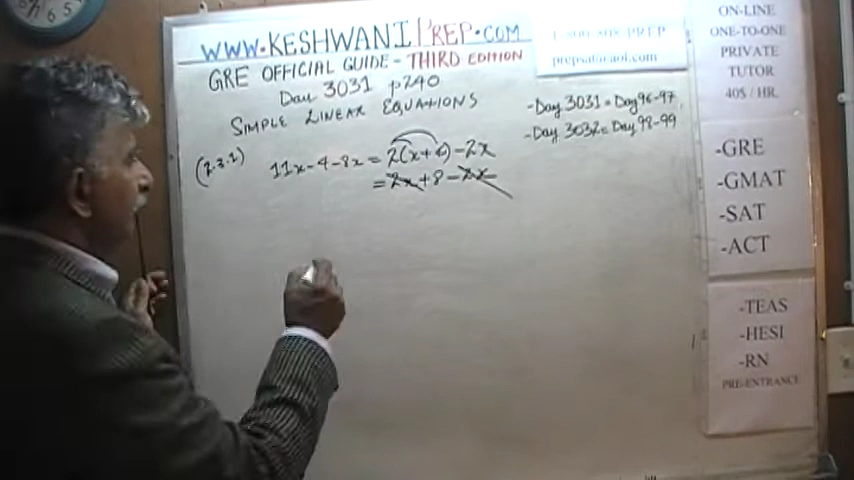 WWW.KESHWANIPREP.COM
GRE OFFICIAL GUIDE - THIRD EDITION
Day 3031 p240
SIMPLE LINEAR EQUATIONS
(2.3.1)
11x-4-8x = 2(x+4)-2x
= 2x+8-2x
prepsat@aol.com
-Day 3031 = Day 96-97
-Day 3032 = Day 98-99
ON-LINE
ONE-TO-ONE
PRIVATE
TUTOR
40$ / HR.
-GRE
-GMAT
-SAT
-ACT
-TEAS
-HESI
-RN
PRE-ENTRANCE
7 6 5